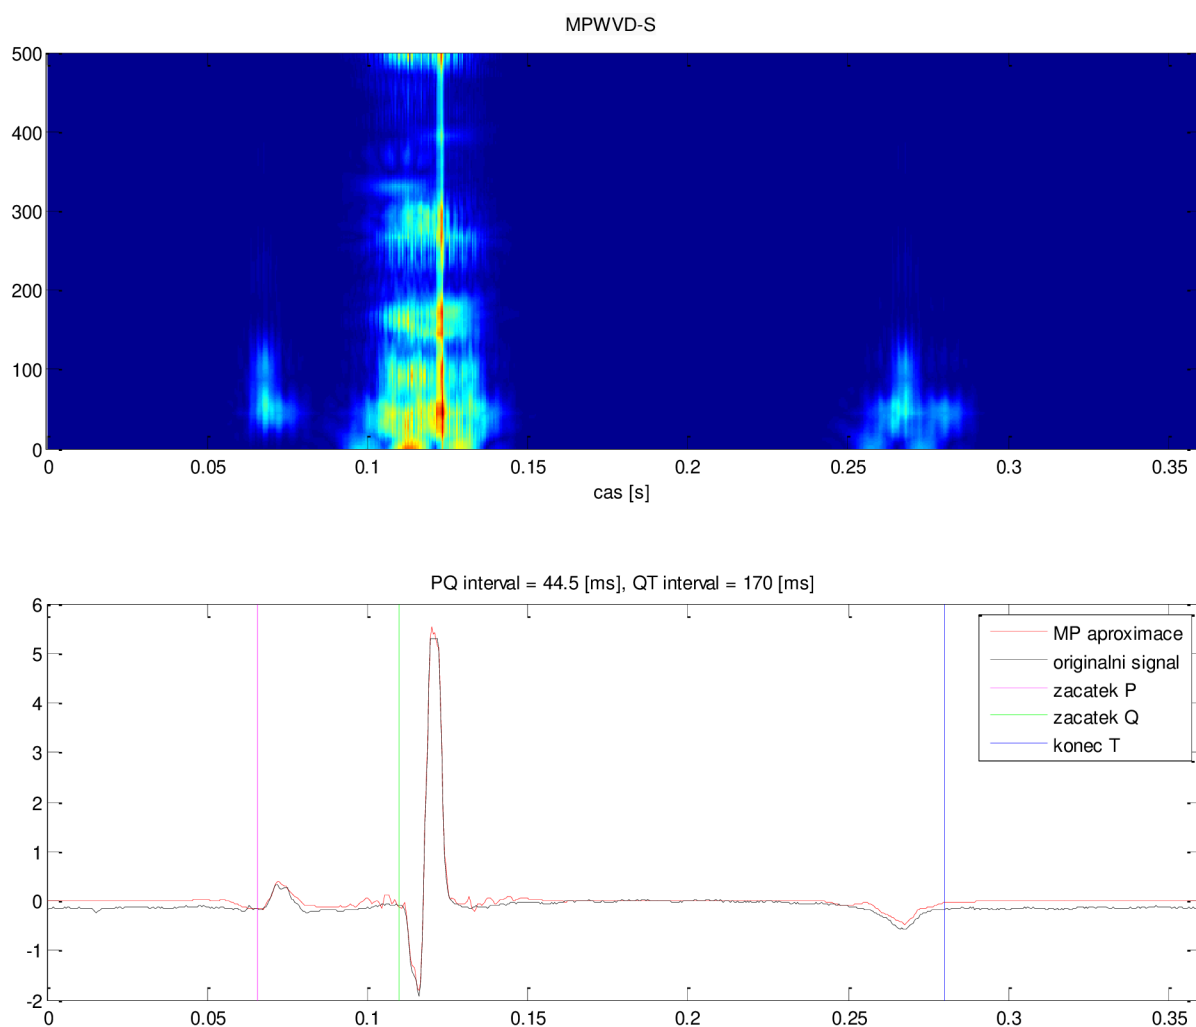 MPWVD-S
500
400
300
200
100
0
0 0.05 0.1 0.15 0.2 0.25 0.3 0.35
cas [s]
PQ interval = 44.5 [ms], QT interval = 170 [ms]
6
5
4
3
2
1
0
-1
-2
MP aproximace
originalni signal
zacatek P
zacatek Q
konec T
0 0.05 0.1 0.15 0.2 0.25 0.3 0.35